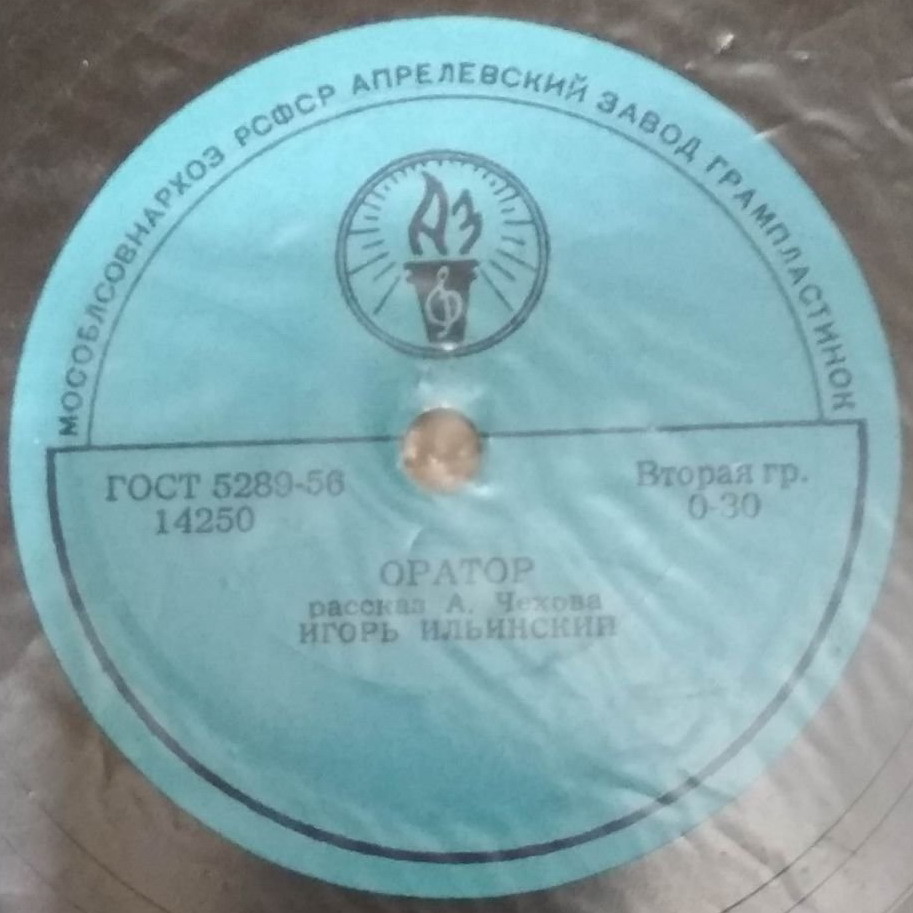 МОСОБЛСОВНАРХОЗ РСФСР АПРЕЛЕВСКИЙ ЗАВОД ГРАМПЛАСТИНОК
АЗ
ГОСТ 5289-56
14250
Вторая гр.
0-30
ОРАТОР
рассказ А. Чехова
ИГОРЬ ИЛЬИНСКИЙ